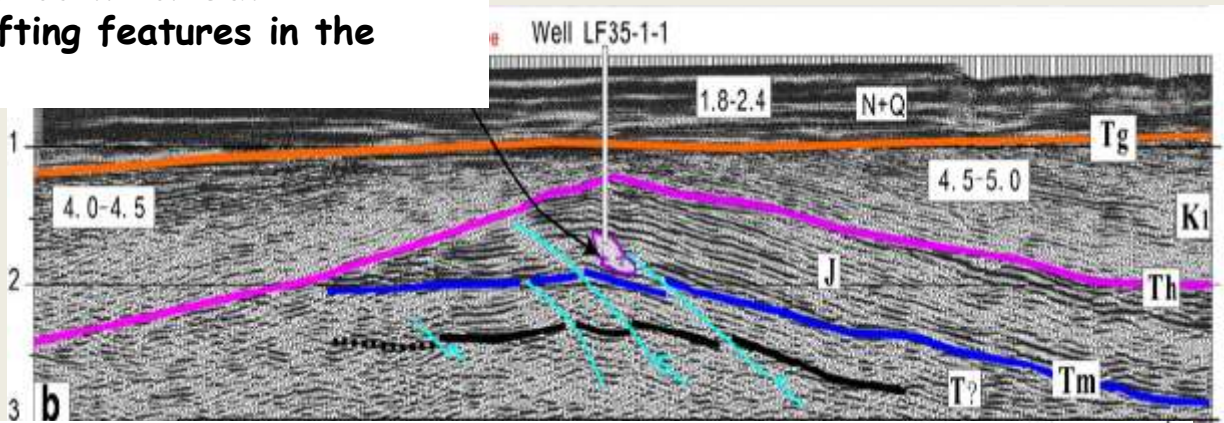 fting features in the
Well LF35-1-1
1.8-2.4
N+Q
1
Tg
4.0-4.5
4.5-5.0
K1
J
2
Th
T?
Tm
3
b